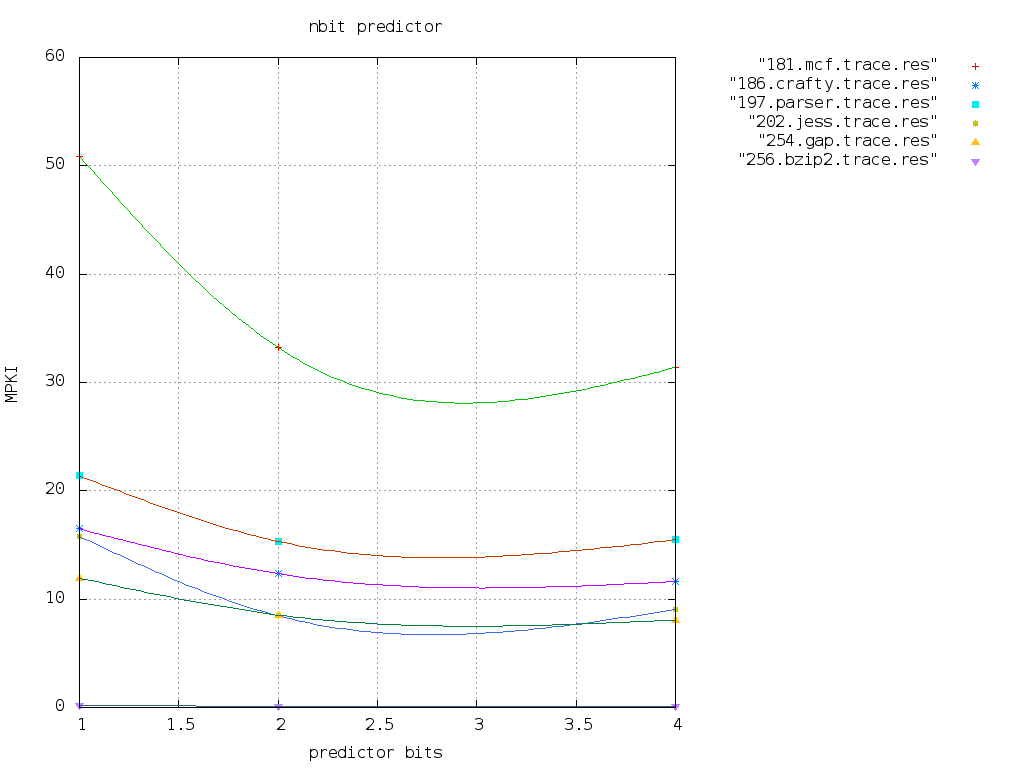 nbit predictor
"181.mcf.trace.res"
"186.crafty.trace.res"
"197.parser.trace.res"
"202.jess.trace.res"
"254.gap.trace.res"
"256.bzip2.trace.res"
60
50
40
30
20
10
0
MPKI
1 1.5 2 2.5 3 3.5 4
predictor bits